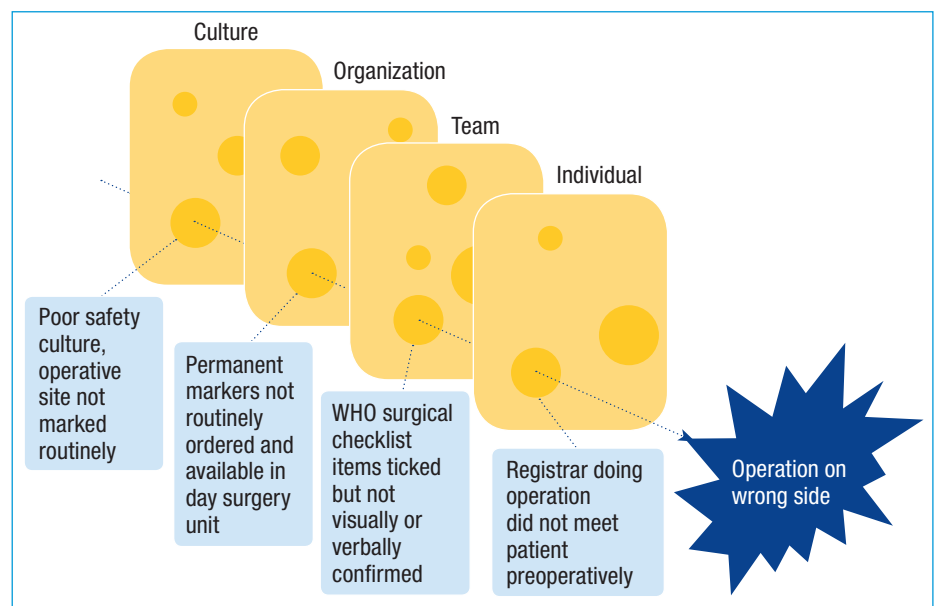 Culture
Organization
Team
Individual
Poor safety
culture,
operative
site not
marked
routinely
Permanent
markers not
routinely
ordered and
available in
day surgery
unit
WHO surgical
checklist
items ticked
but not
visually or
verbally
confirmed
Registrar doing
operation
did not meet
patient
preoperatively
Operation on
wrong side